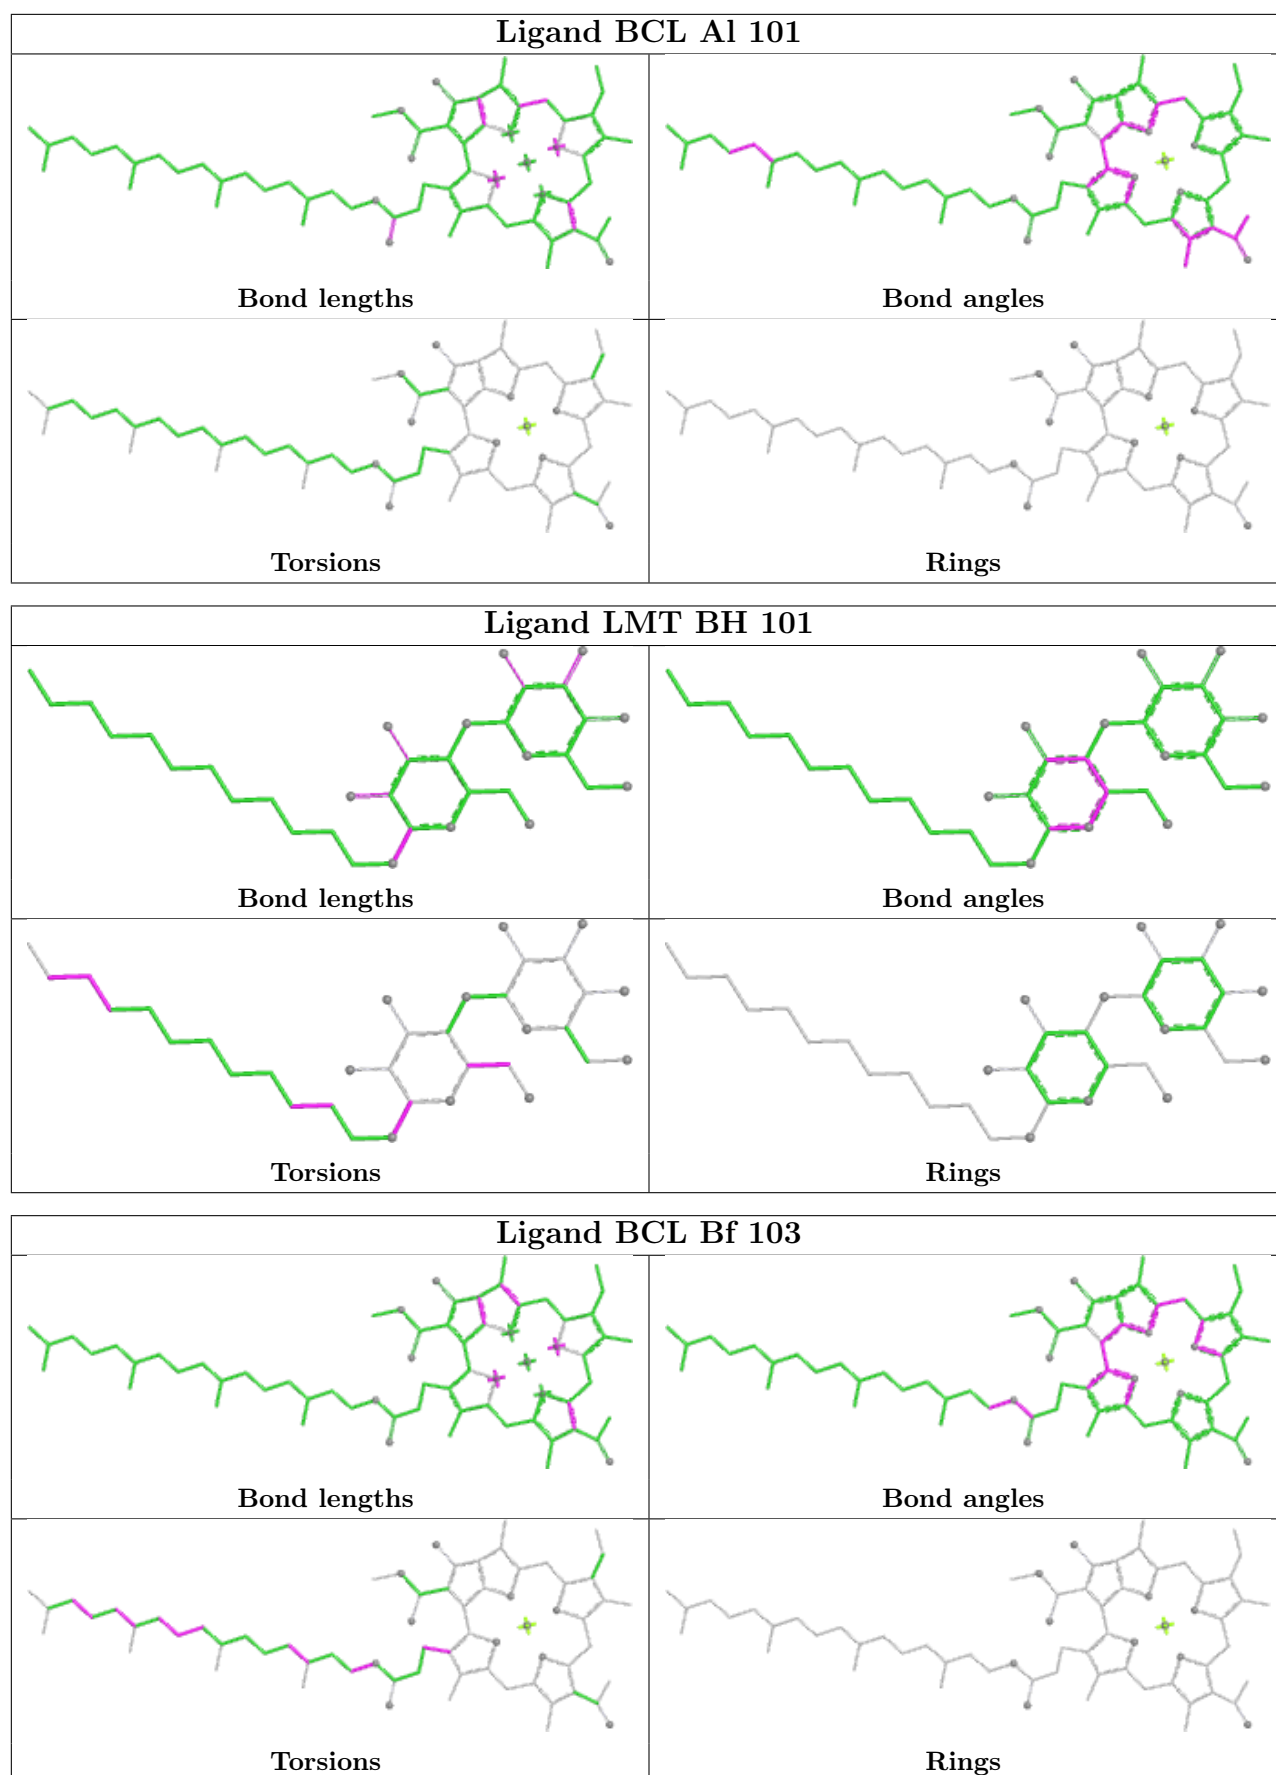 Ligand BCL Al 101
Bond lengths
Bond angles
Torsions
Rings
Ligand LMT BH 101
Bond lengths
Bond angles
Torsions
Rings
Ligand BCL Bf 103
Bond lengths
Bond angles
Torsions
Rings